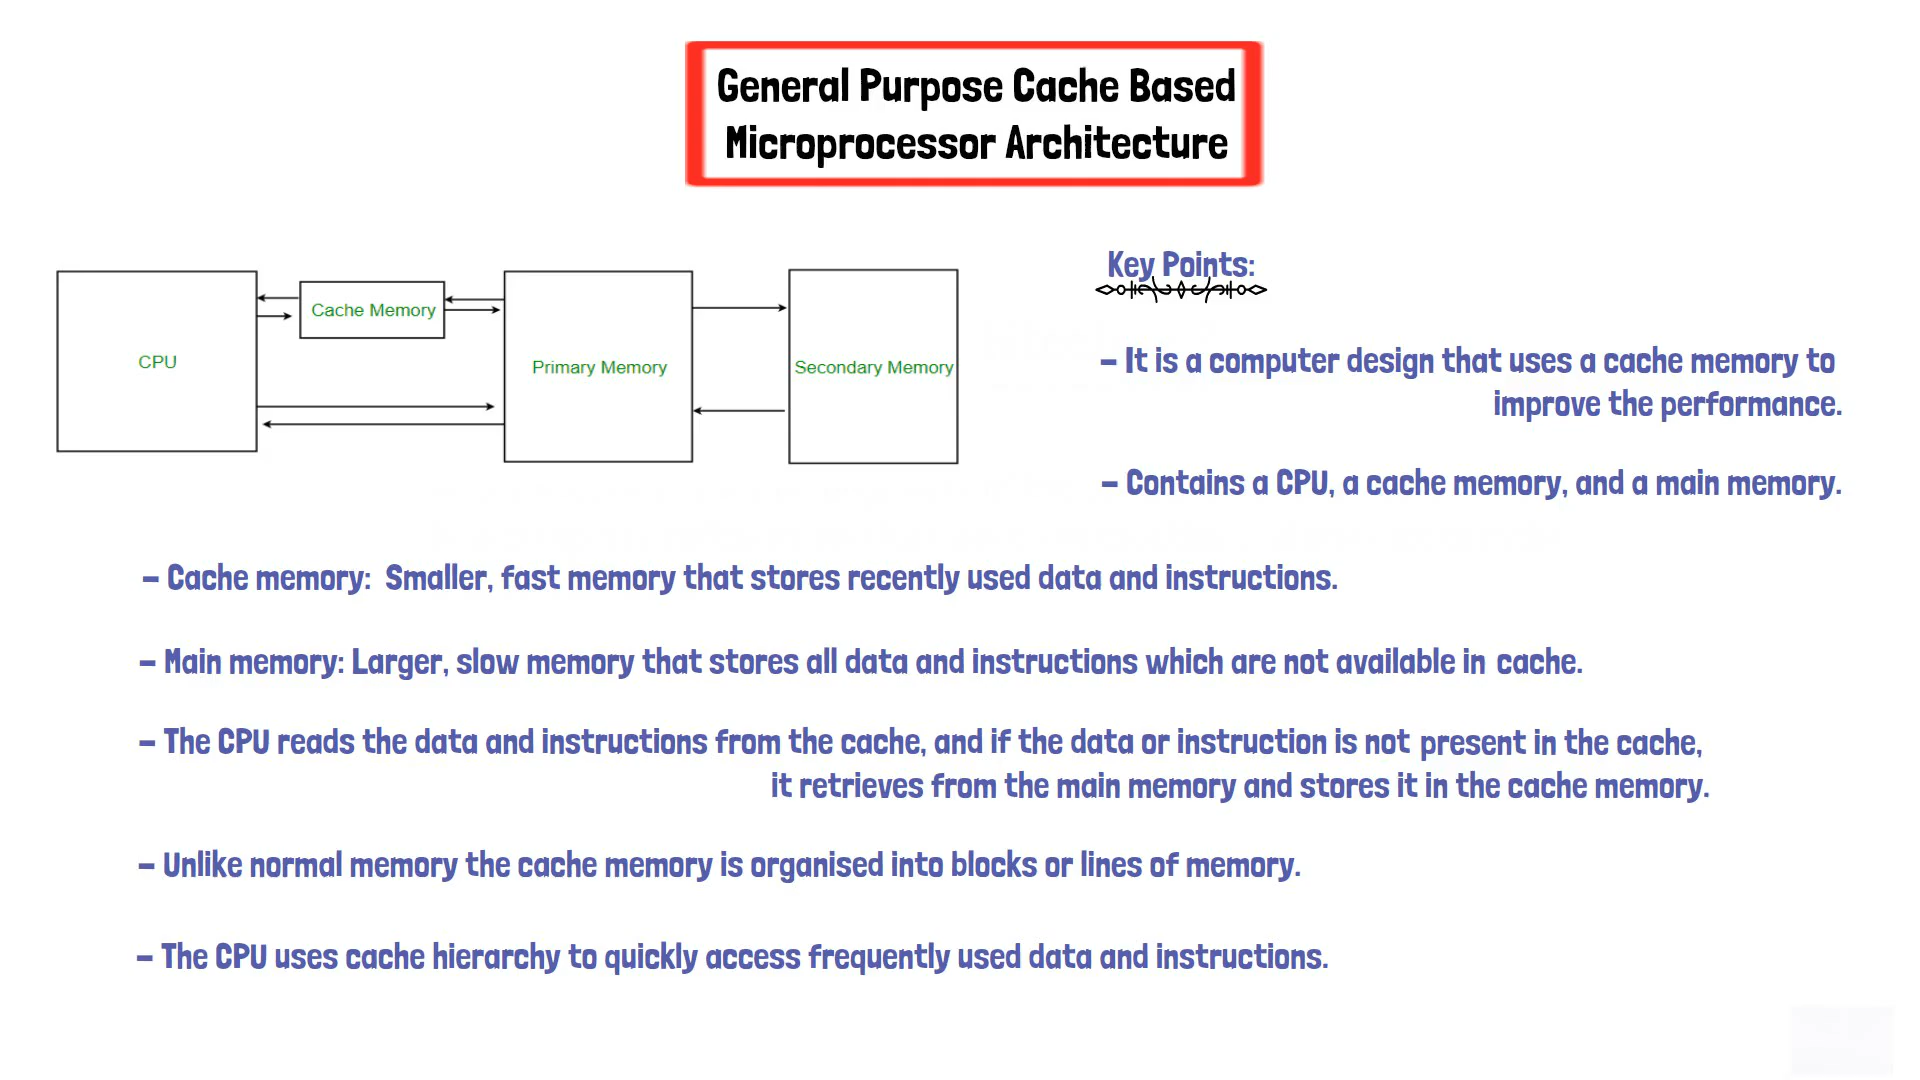 General Purpose Cache Based
Microprocessor Architecture
CPU
Cache Memory
Primary Memory
Secondary Memory
Key Points:
– It is a computer design that uses a cache memory to
improve the performance.
– Contains a CPU, a cache memory, and a main memory.
– Cache memory: Smaller, fast memory that stores recently used data and instructions.
– Main memory: Larger, slow memory that stores all data and instructions which are not available in cache.
– The CPU reads the data and instructions from the cache, and if the data or instruction is not present in the cache,
it retrieves from the main memory and stores it in the cache memory.
– Unlike normal memory the cache memory is organised into blocks or lines of memory.
– The CPU uses cache hierarchy to quickly access frequently used data and instructions.